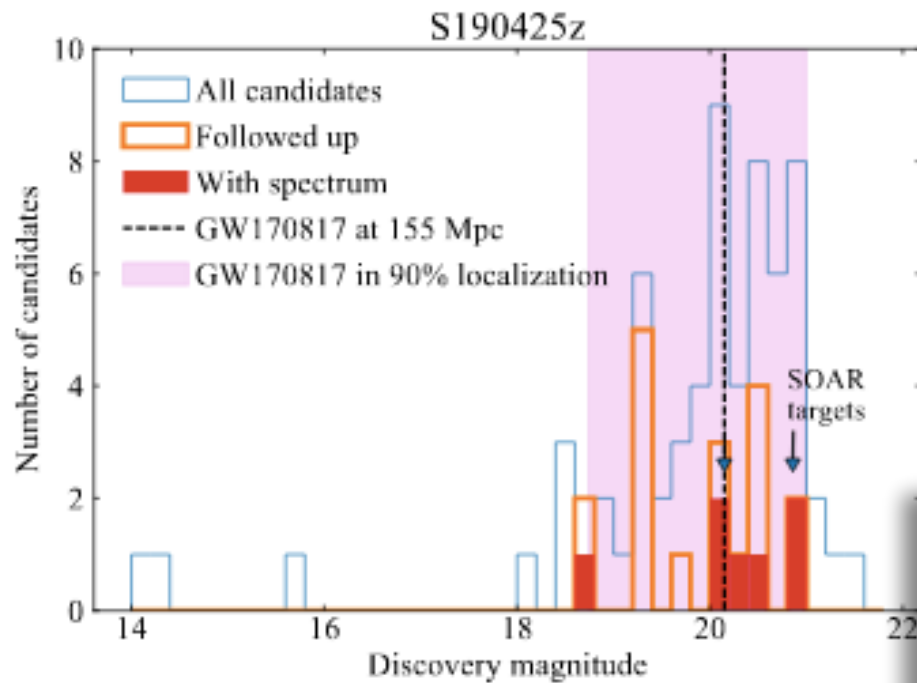 S190425z
10
8
6
4
2
0
All candidates
Followed up
With spectrum
GW170817 at 155 Mpc
GW170817 in 90% localization
SOAR
targets
Number of candidates
14 16 18 20 22
Discovery magnitude